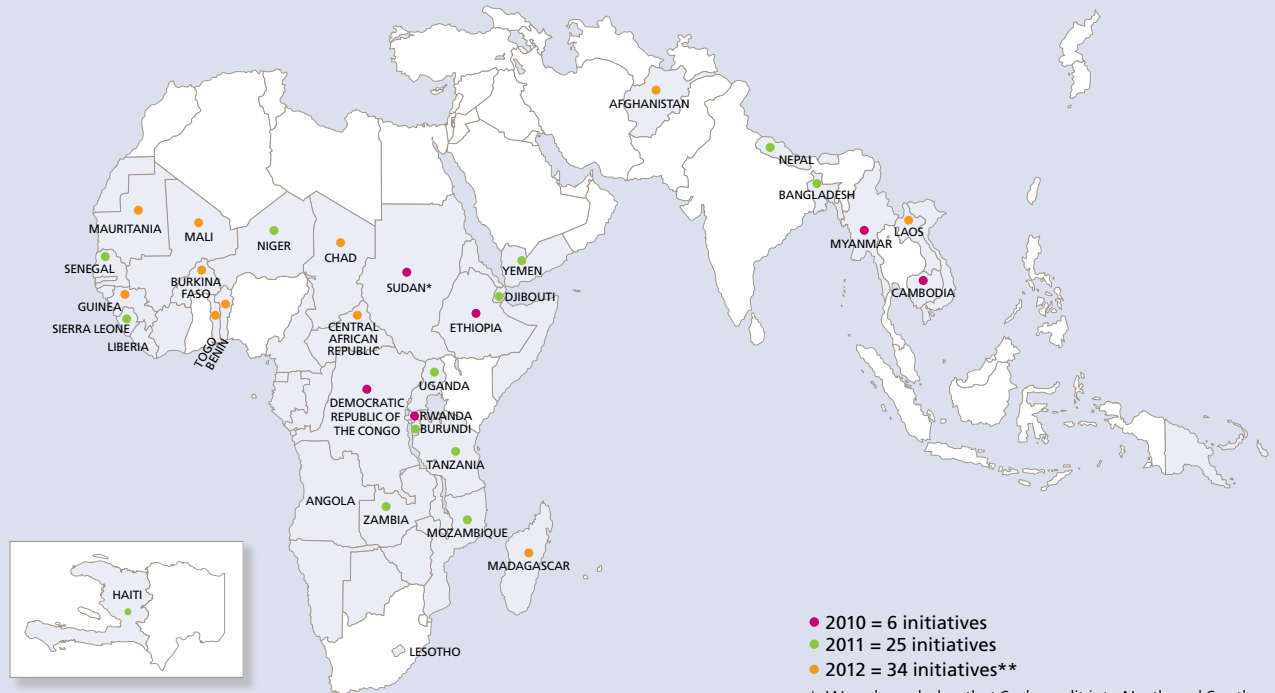 AFGHANISTAN
NEPAL
BANGLADESH
MYANMAR
LAOS
CAMBODIA
MAURITANIA
MALI
NIGER
CHAD
SUDAN*
YEMEN
DJIBOUTI
ETHIOPIA
SENEGAL
BURKINA
FASO
GUINEA
SIERRA LEONE
LIBERIA
TOGO
BENIN
CENTRAL
AFRICAN
REPUBLIC
UGANDA
DEMOCRATIC
REPUBLIC OF
THE CONGO
RWANDA
BURUNDI
TANZANIA
ANGOLA
ZAMBIA
MOZAMBIQUE
MADAGASCAR
LESOTHO
HAITI
2010 = 6 initiatives
2011 = 25 initiatives
2012 = 34 initiatives**